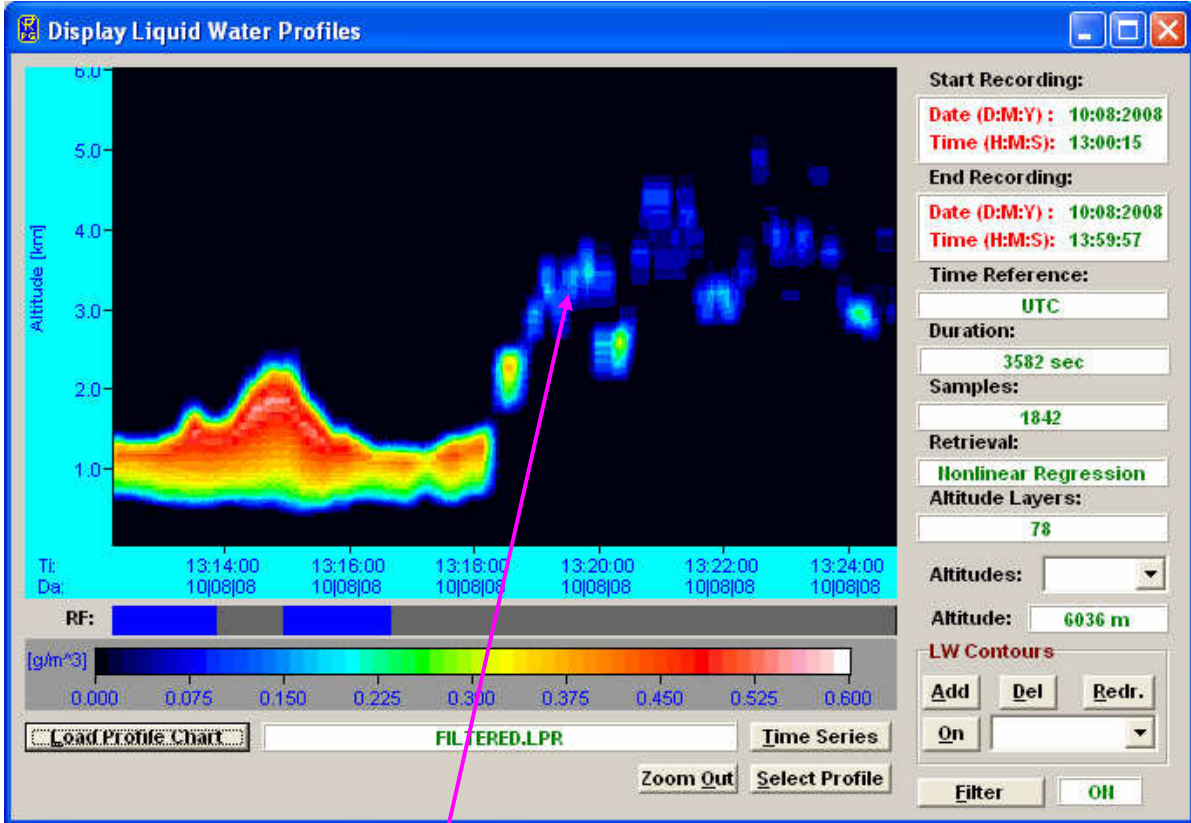 Display Liquid Water Profiles
6.0
5.0
4.0
3.0
2.0
1.0
Altitude [km]
Ti: 13:14:00 13:16:00 13:18:00 13:20:00 13:22:00 13:24:00
Da: 10|08|08 10|08|08 10|08|08 10|08|08 10|08|08 10|08|08
RF:
[g/m^3]
0.000 0.075 0.150 0.225 0.300 0.375 0.450 0.525 0.600
Load Profile Chart FILTERED.LPR Time Series
Zoom Out Select Profile
Start Recording:
Date (D:M:Y) : 10:08:2008
Time (H:M:S): 13:00:15
End Recording:
Date (D:M:Y) : 10:08:2008
Time (H:M:S): 13:59:57
Time Reference:
UTC
Duration:
3582 sec
Samples:
1842
Retrieval:
Nonlinear Regression
Altitude Layers:
78
Altitudes:
Altitude: 6036 m
LW Contours
Add Del Redr.
On
Filter ON